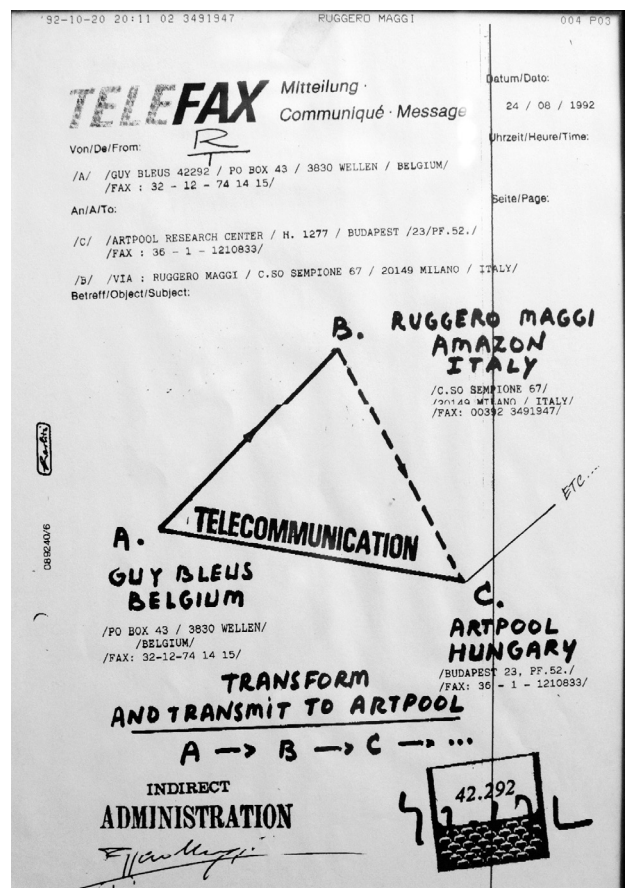 '92-10-20 20:11 02 3491947 RUGGERO MAGGI 004 P03
TELEFAX Mitteilung ·
Communiqué · Message
Datum/Date:
24 / 08 / 1992
Uhrzeit/Heure/Time:
Von/De/From:
/A/ /GUY BLEUS 42292 / PO BOX 43 / 3830 WELLEN / BELGIUM/
/FAX : 32 - 12 - 74 14 15/
An/A/To:
Seite/Page:
/C/ /ARTPOOL RESEARCH CENTER / H. 1277 / BUDAPEST /23/PF.52./
/FAX : 36 - 1 - 1210833/
/B/ /VIA : RUGGERO MAGGI / C.SO SEMPIONE 67 / 20149 MILANO / ITALY/
Betreff/Object/Subject:
B. RUGGERO MAGGI
AMAZON
ITALY
/C.SO SEMPIONE 67/
/20149 MILANO / ITALY/
/FAX: 00392 3491947/
ETC....
TELECOMMUNICATION
A.
GUY BLEUS
BELGIUM
/PO BOX 43 / 3830 WELLEN/
/BELGIUM/
/FAX: 32-12-74 14 15/
C.
ARTPOOL
HUNGARY
/BUDAPEST 23, PF.52./
/FAX: 36 - 1 - 1210833/
089240/6
TRANSFORM
AND TRANSMIT TO ARTPOOL
A —> B —> C —> ...
INDIRECT
ADMINISTRATION
42.292